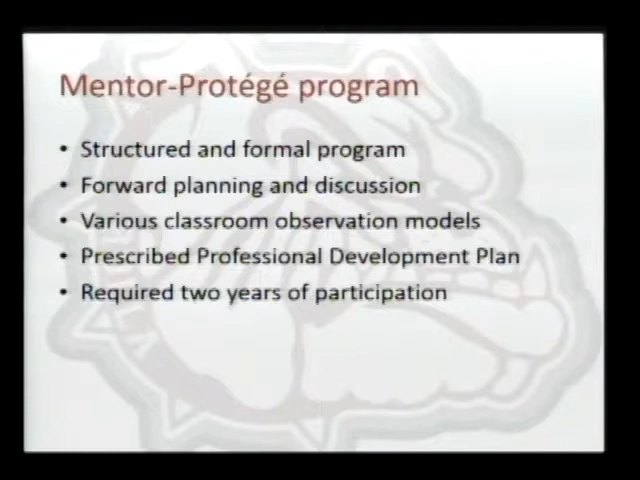 Mentor-Protégé program
• Structured and formal program
• Forward planning and discussion
• Various classroom observation models
• Prescribed Professional Development Plan
• Required two years of participation